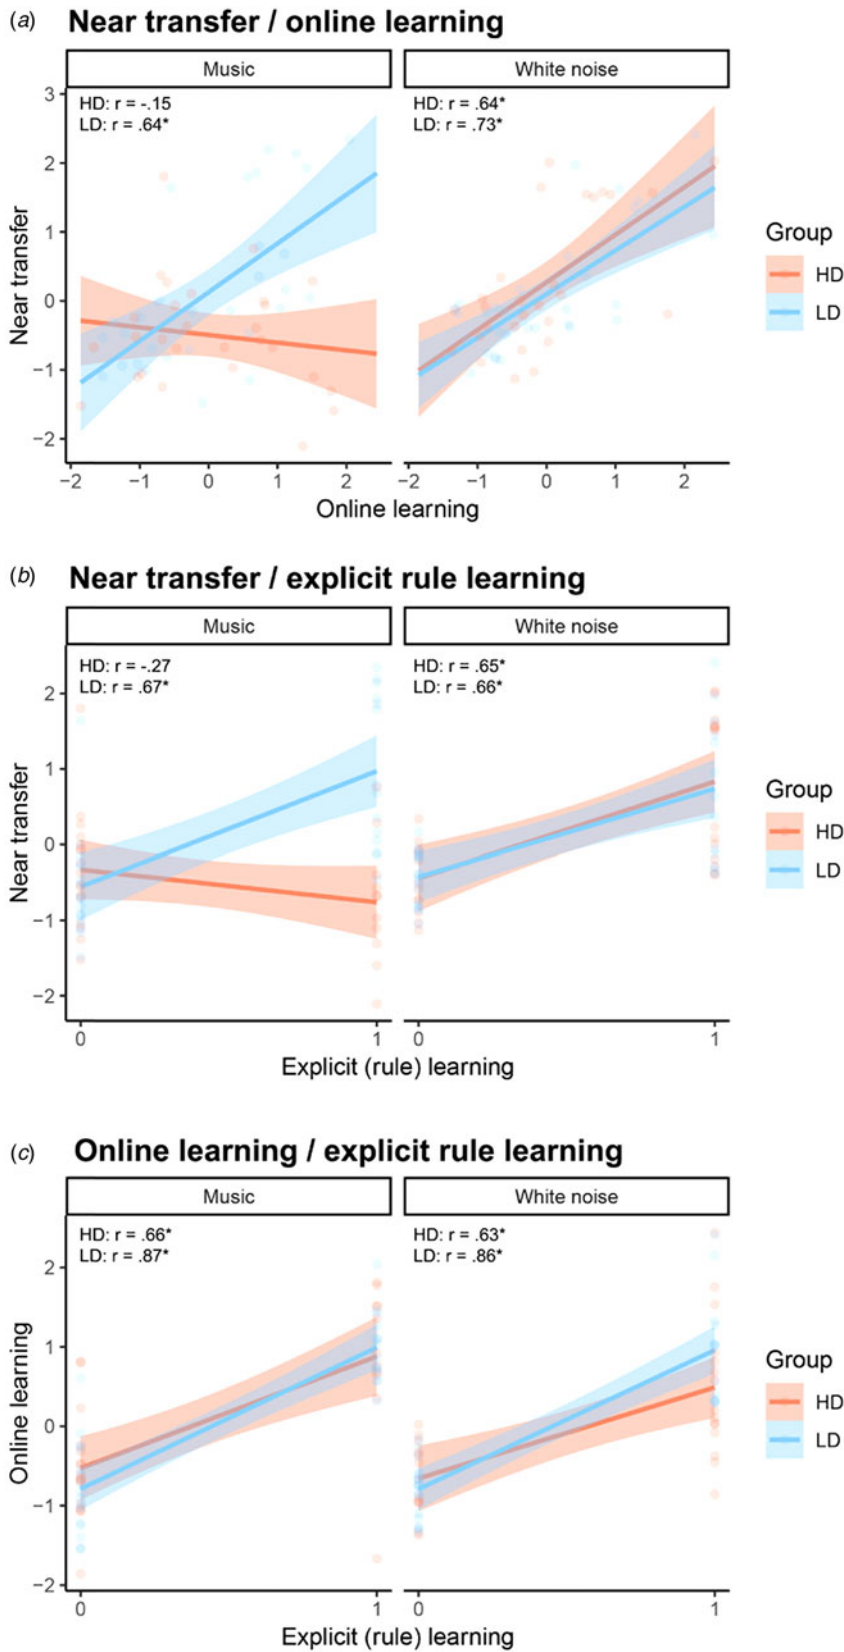 (a) Near transfer / online learning
Music
White noise
HD: r = -.15
LD: r = .64*
HD: r = .64*
LD: r = .73*
3
2
1
0
−1
−2
Near transfer
−2 −1 0 1 2
−2 −1 0 1 2
Online learning
Group
HD
LD
(b) Near transfer / explicit rule learning
Music
White noise
HD: r = -.27
LD: r = .67*
HD: r = .65*
LD: r = .66*
2
1
0
−1
−2
Near transfer
0 1
0 1
Explicit (rule) learning
Group
HD
LD
(c) Online learning / explicit rule learning
Music
White noise
HD: r = .66*
LD: r = .87*
HD: r = .63*
LD: r = .86*
2
1
0
−1
−2
Online learning
0 1
0 1
Explicit (rule) learning
Group
HD
LD